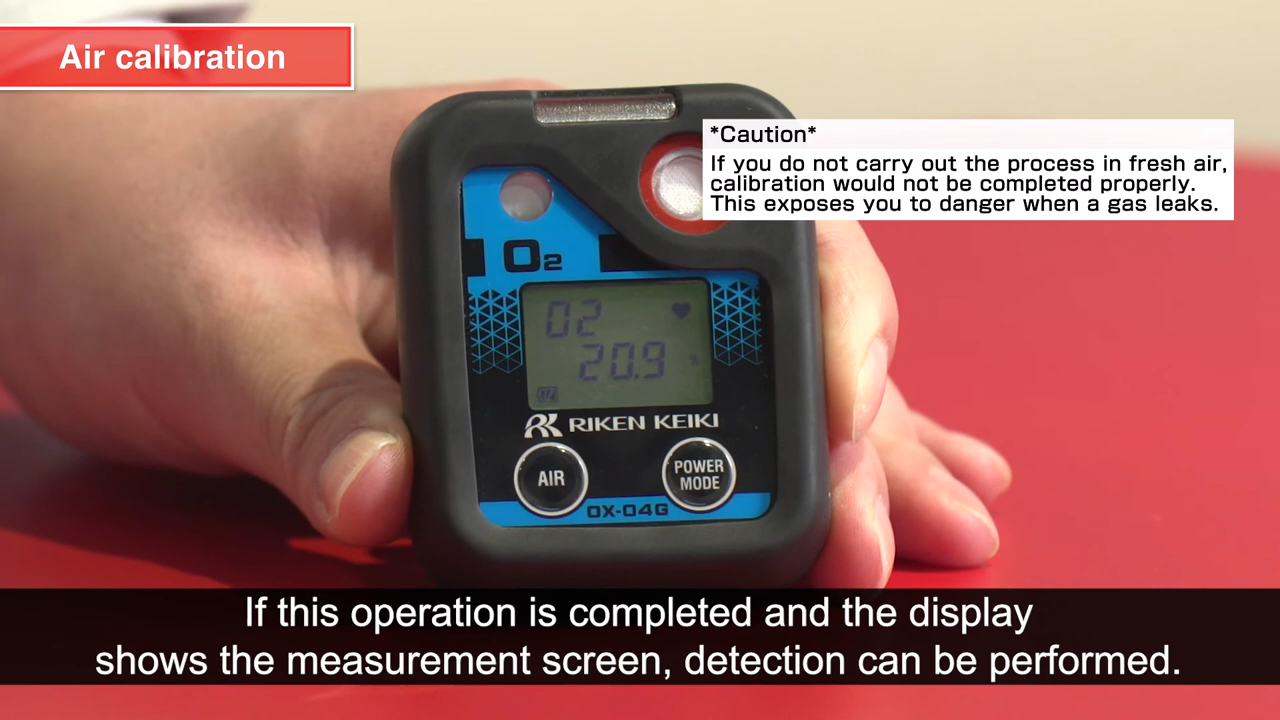 Air calibration
*Caution*
If you do not carry out the process in fresh air,
calibration would not be completed properly.
This exposes you to danger when a gas leaks.
O2
O2
20.9
RIKEN KEIKI
AIR
POWER
MODE
OX-04G
If this operation is completed and the display
shows the measurement screen, detection can be performed.